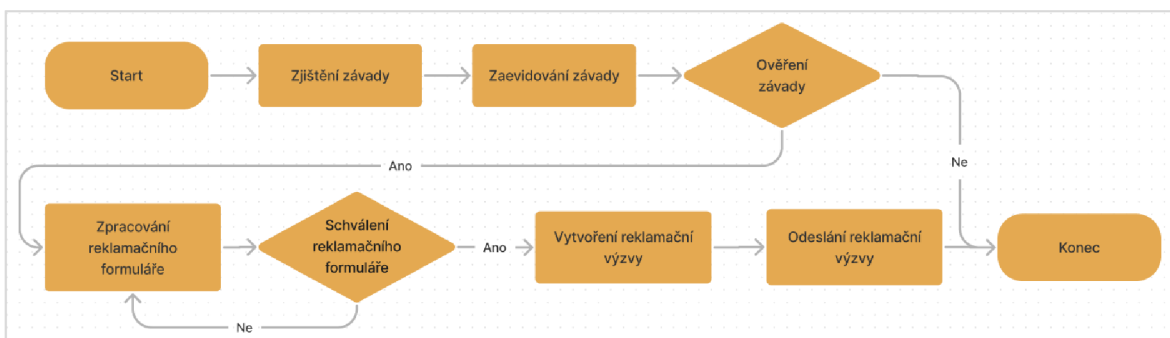 Start
Zjištění závady
Zaevidování závady
Ověření
závady
Ano
Ne
Zpracování
reklamačního
formuláře
Schválení
reklamačního
formuláře
Ano
Vytvoření reklamační
výzvy
Odeslání reklamační
výzvy
Konec
Ne